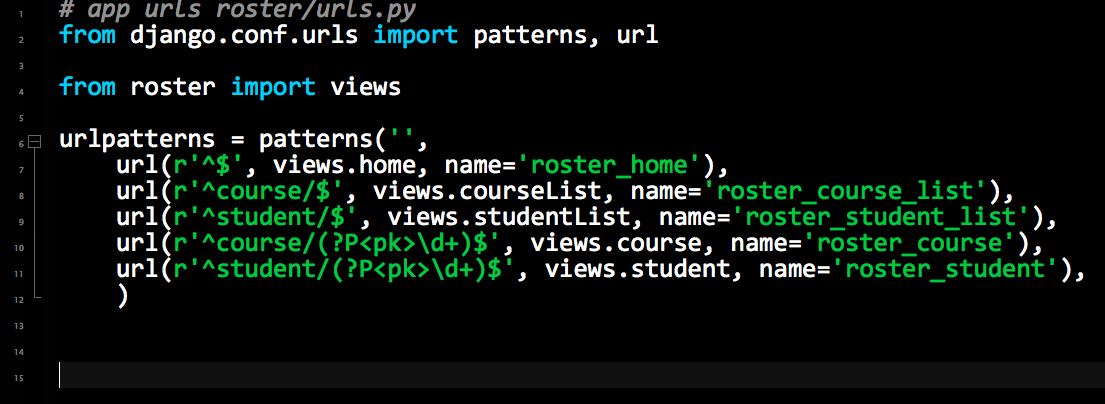 1 # app urls roster/urls.py
2 from django.conf.urls import patterns, url
3
4 from roster import views
5
6 urlpatterns = patterns('',
7 url(r'^$', views.home, name='roster_home'),
8 url(r'^course/$', views.courseList, name='roster_course_list'),
9 url(r'^student/$', views.studentList, name='roster_student_list'),
10 url(r'^course/(?P<pk>\d+)$', views.course, name='roster_course'),
11 url(r'^student/(?P<pk>\d+)$', views.student, name='roster_student'),
12 )
13
14
15